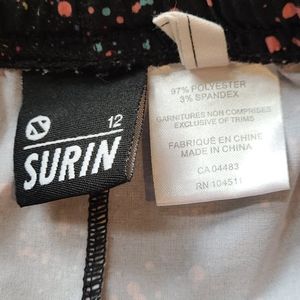 12
SURIN
97% POLYESTER
3% SPANDEX
GARNITURES NON COMPRISES
EXCLUSIVE OF TRIMS
FABRIQUÉ EN CHINE
MADE IN CHINA
CA 04483
RN 104511